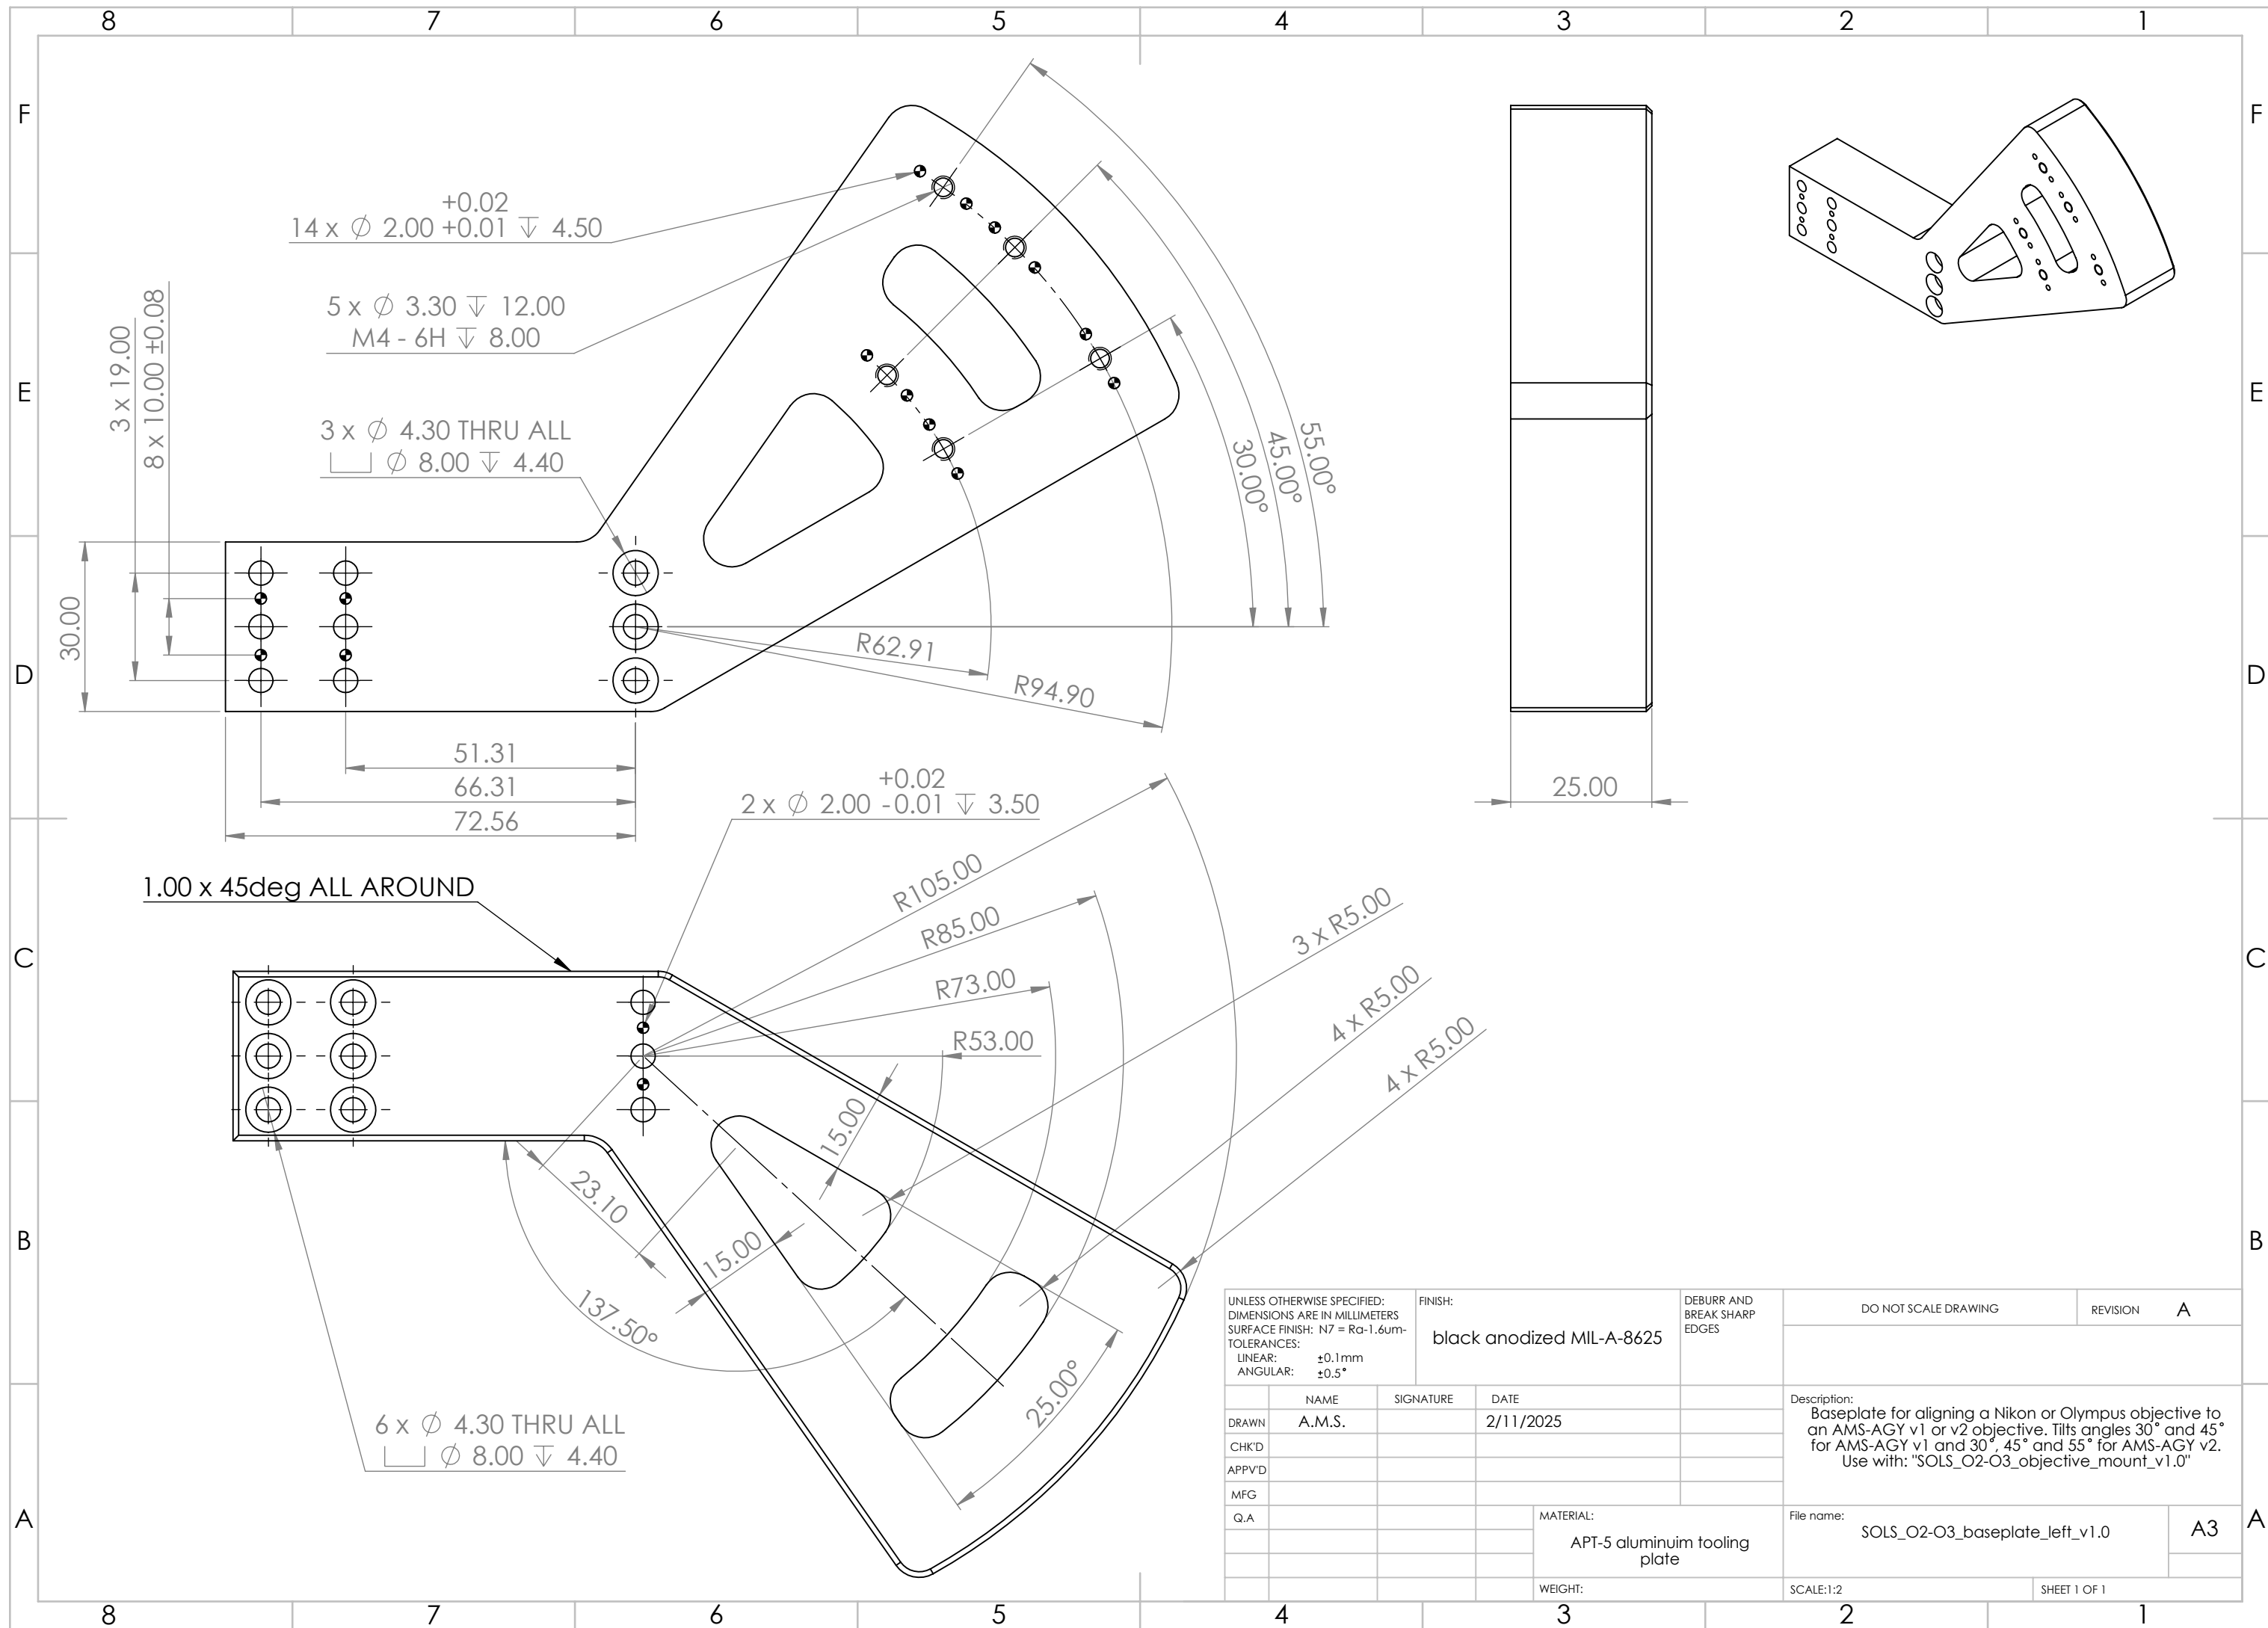 8 7 6 5 4 3 2 1
F F
E E
D D
C C
B B
A A
+0.02
14 x ∅ 2.00 +0.01 ↧ 4.50
5 x ∅ 3.30 ↧ 12.00
M4 - 6H ↧ 8.00
3 x ∅ 4.30 THRU ALL
⌴ ∅ 8.00 ↧ 4.40
3 x 19.00
8 x 10.00 ±0.08
30.00
55.00°
45.00°
30.00°
R62.91
R94.90
51.31
66.31
72.56
25.00
+0.02
2 x ∅ 2.00 -0.01 ↧ 3.50
1.00 x 45deg ALL AROUND
R105.00
R85.00
R73.00
R53.00
3 x R5.00
4 x R5.00
4 x R5.00
15.00
23.10
15.00
137.50°
25.00°
6 x ∅ 4.30 THRU ALL
⌴ ∅ 8.00 ↧ 4.40
UNLESS OTHERWISE SPECIFIED:
DIMENSIONS ARE IN MILLIMETERS
SURFACE FINISH: N7 = Ra-1.6um-
TOLERANCES:
LINEAR: ±0.1mm
ANGULAR: ±0.5°
FINISH:
black anodized MIL-A-8625
DEBURR AND
BREAK SHARP
EDGES
DO NOT SCALE DRAWING
REVISION A
NAME SIGNATURE DATE
DRAWN A.M.S. 2/11/2025
CHK'D
APPV'D
MFG
Q.A
Description:
Baseplate for aligning a Nikon or Olympus objective to
an AMS-AGY v1 or v2 objective. Tilts angles 30° and 45°
for AMS-AGY v1 and 30°, 45° and 55° for AMS-AGY v2.
Use with: "SOLS_O2-O3_objective_mount_v1.0"
MATERIAL:
APT-5 aluminuim tooling
plate
File name:
SOLS_O2-O3_baseplate_left_v1.0
A3
WEIGHT:
SCALE:1:2
SHEET 1 OF 1
8 7 6 5 4 3 2 1